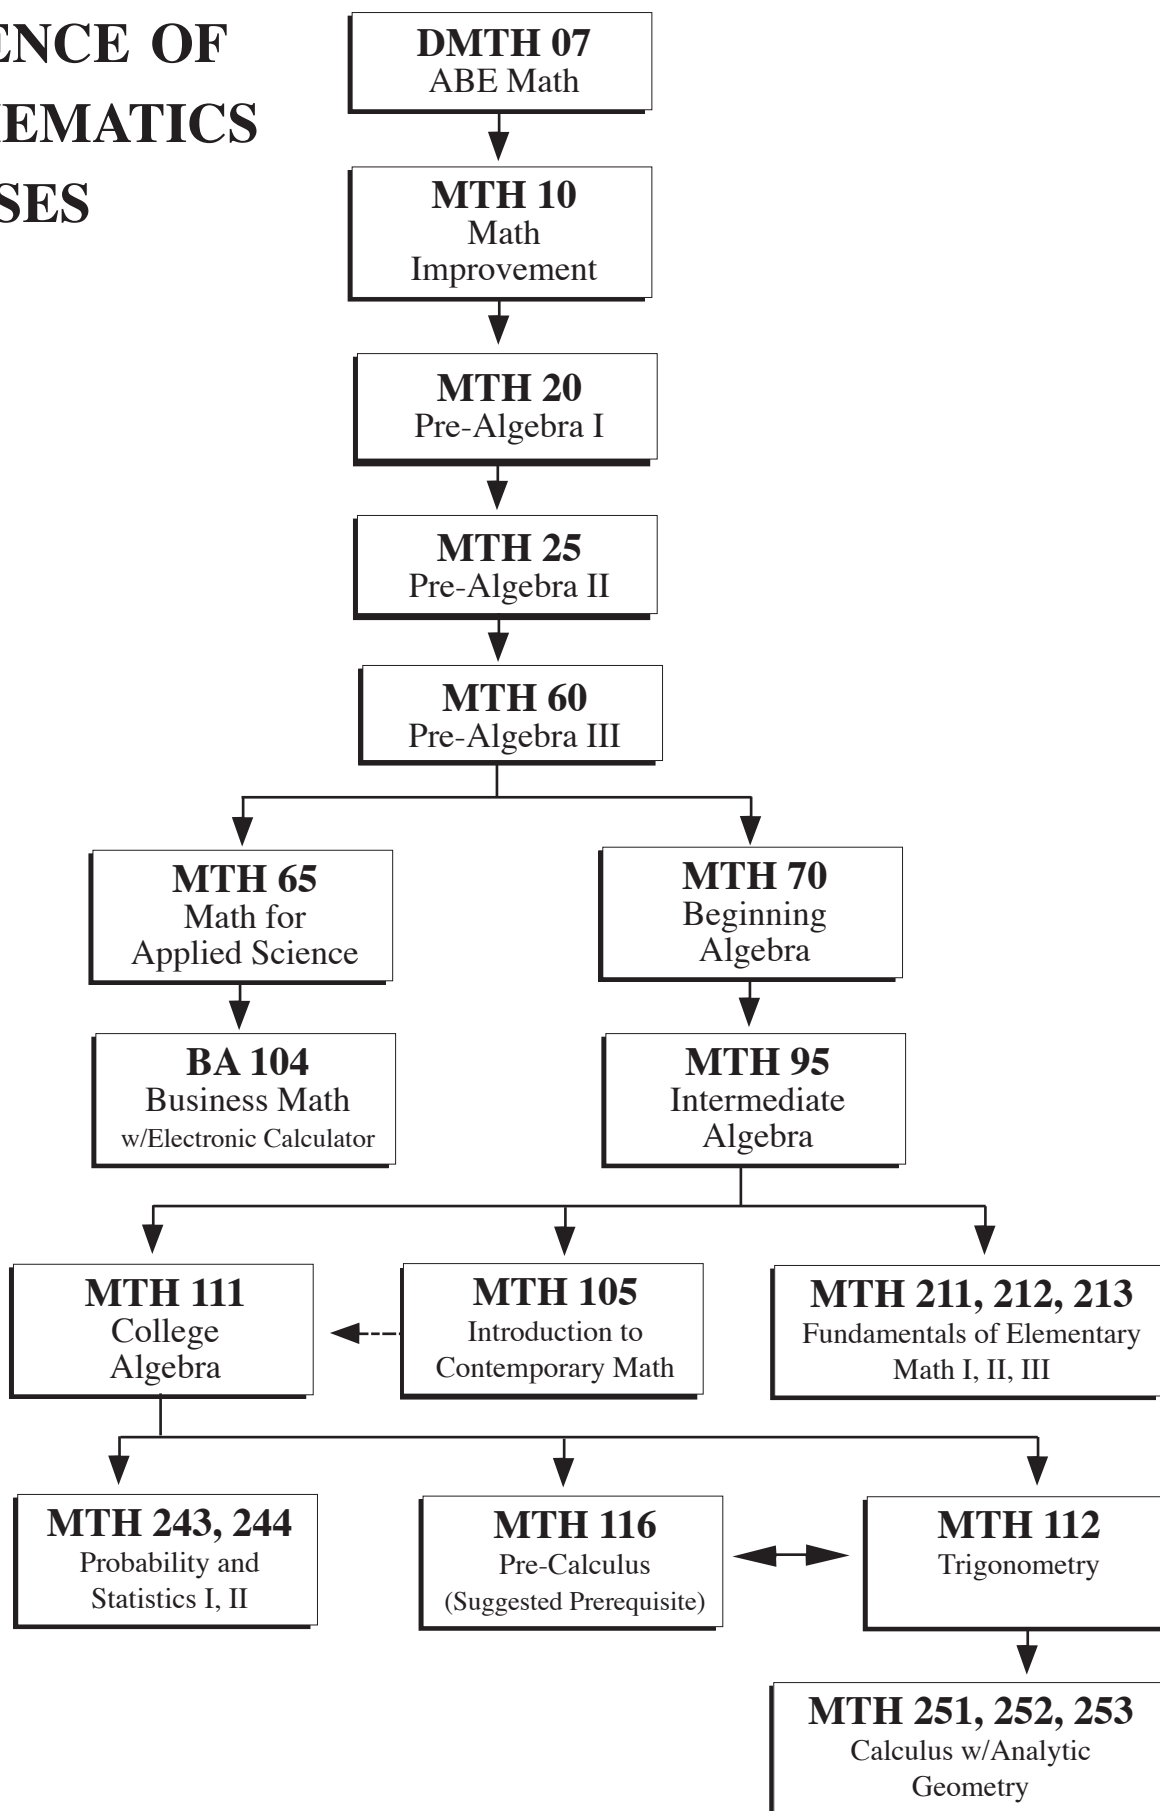 ENCE OF
EMATICS
SES
DMTH 07
ABE Math
MTH 10
Math
Improvement
MTH 20
Pre-Algebra I
MTH 25
Pre-Algebra II
MTH 60
Pre-Algebra III
MTH 65
Math for
Applied Science
MTH 70
Beginning
Algebra
BA 104
Business Math
w/Electronic Calculator
MTH 95
Intermediate
Algebra
MTH 111
College
Algebra
MTH 105
Introduction to
Contemporary Math
MTH 211, 212, 213
Fundamentals of Elementary
Math I, II, III
MTH 243, 244
Probability and
Statistics I, II
MTH 116
Pre-Calculus
(Suggested Prerequisite)
MTH 112
Trigonometry
MTH 251, 252, 253
Calculus w/Analytic
Geometry